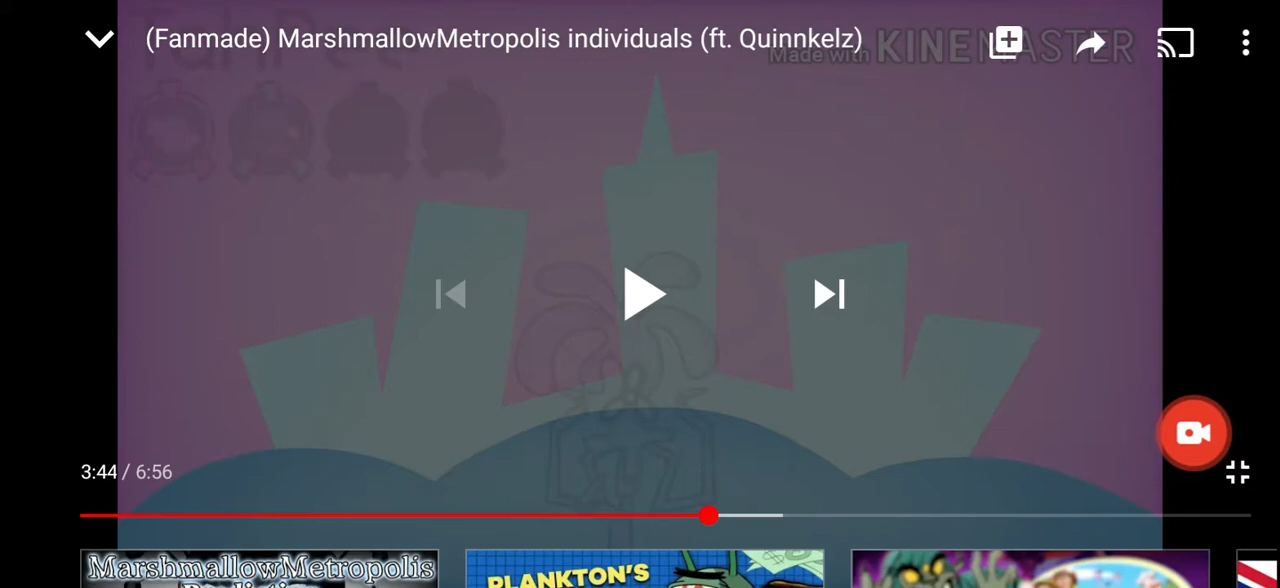 (Fanmade) MarshmallowMetropolis individuals (ft. Quinnkelz)
Made with KINEMASTER
3:44 / 6:56
MarshmallowMetropolis
PLANKTON'S